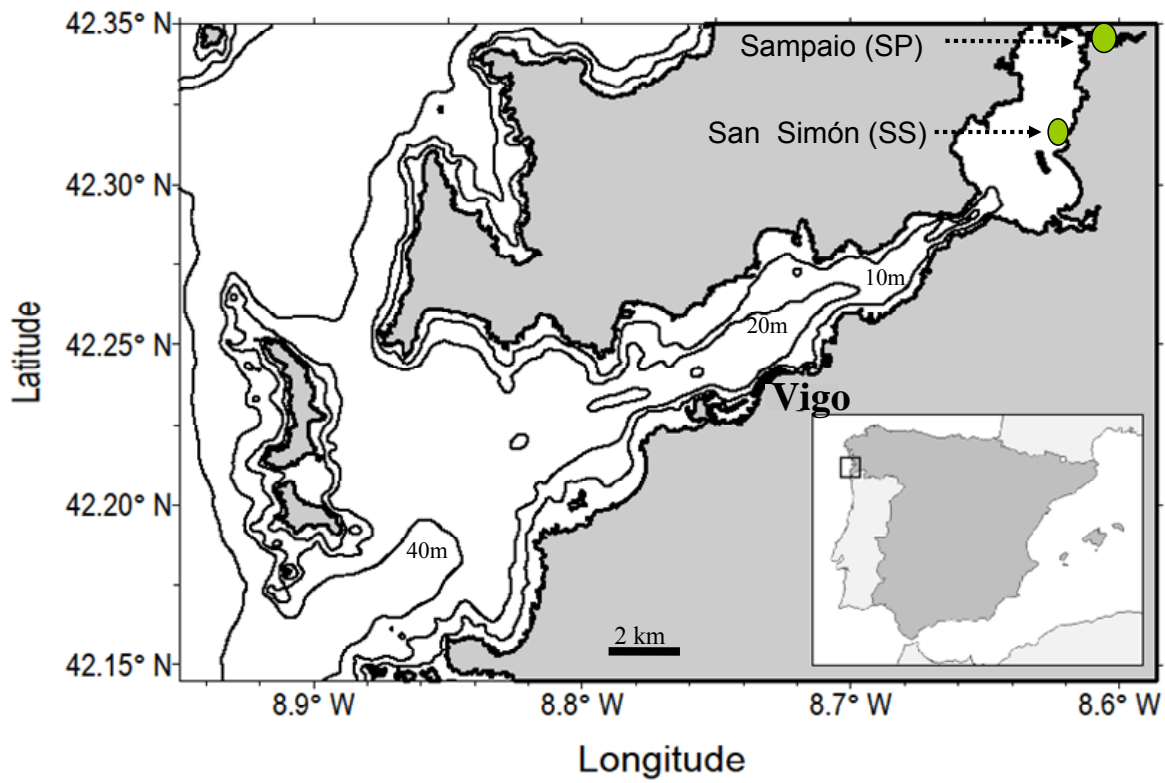 42.35° N
Sampaio (SP)
San Simón (SS)
42.30° N
10m
20m
42.25° N
Vigo
Latitude
42.20° N
40m
2 km
42.15° N
8.9° W
8.8° W
8.7° W
8.6° W
Longitude